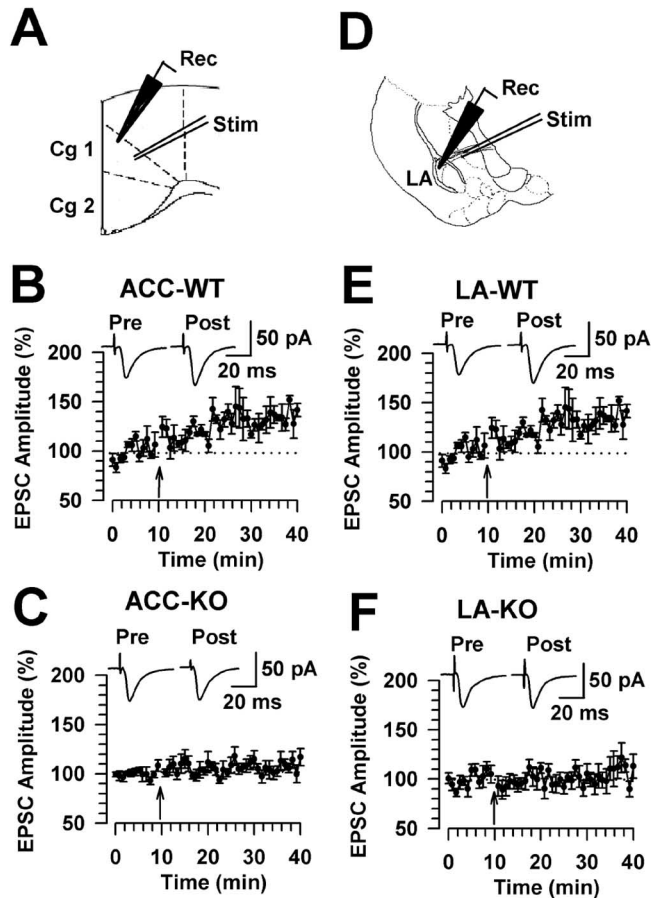 A
Rec
Stim
Cg 1
Cg 2
D
Rec
Stim
LA
B
ACC-WT
Pre
Post
50 pA
20 ms
EPSC Amplitude (%)
200
150
100
50
0 10 20 30 40
Time (min)
E
LA-WT
Pre
Post
50 pA
20 ms
EPSC Amplitude (%)
200
150
100
50
0 10 20 30 40
Time (min)
C
ACC-KO
Pre
Post
50 pA
20 ms
EPSC Amplitude (%)
200
150
100
50
0 10 20 30 40
Time (min)
F
LA-KO
Pre
Post
50 pA
20 ms
EPSC Amplitude (%)
200
150
100
50
0 10 20 30 40
Time (min)